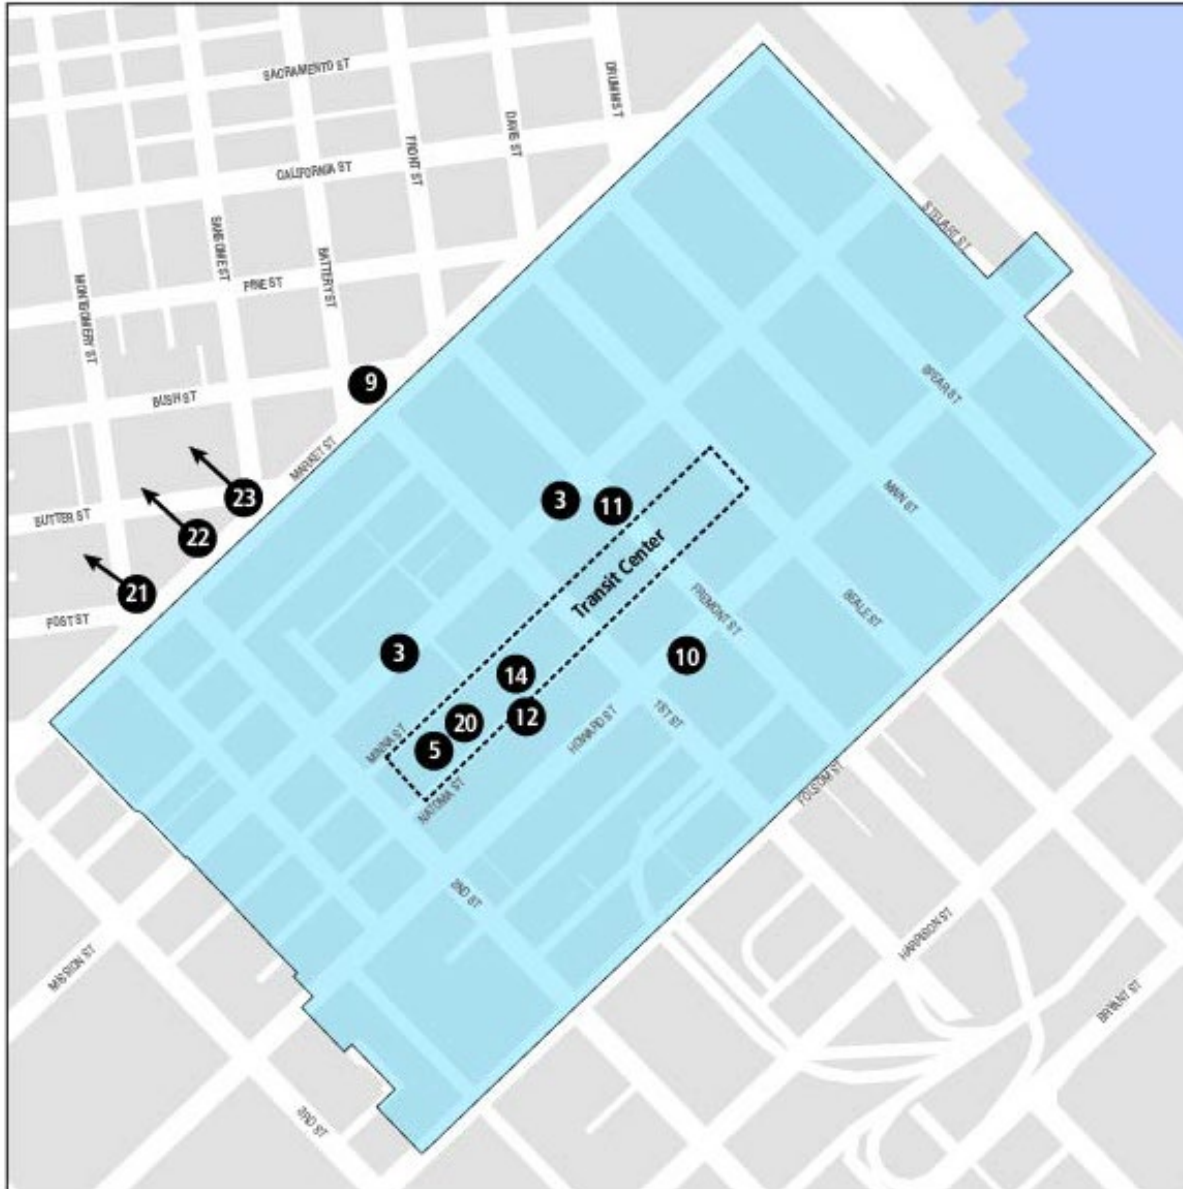 SACRAMENTO ST
DRUMM ST
DAVIS ST
FRONT ST
CALIFORNIA ST
SANSOME ST
BATTERY ST
STEUART ST
PINE ST
MONTGOMERY ST
9
SPEAR ST
BUSH ST
MARKET ST
23
3
11
MAIN ST
SUTTER ST
22
Transit Center
21
FREMONT ST
BEALE ST
POST ST
3
10
14
12
20
1ST ST
HOWARD ST
MINNA ST
5
FOLSOM ST
NATOMA ST
2ND ST
HARRISON ST
MISSION ST
BRYANT ST
3RD ST